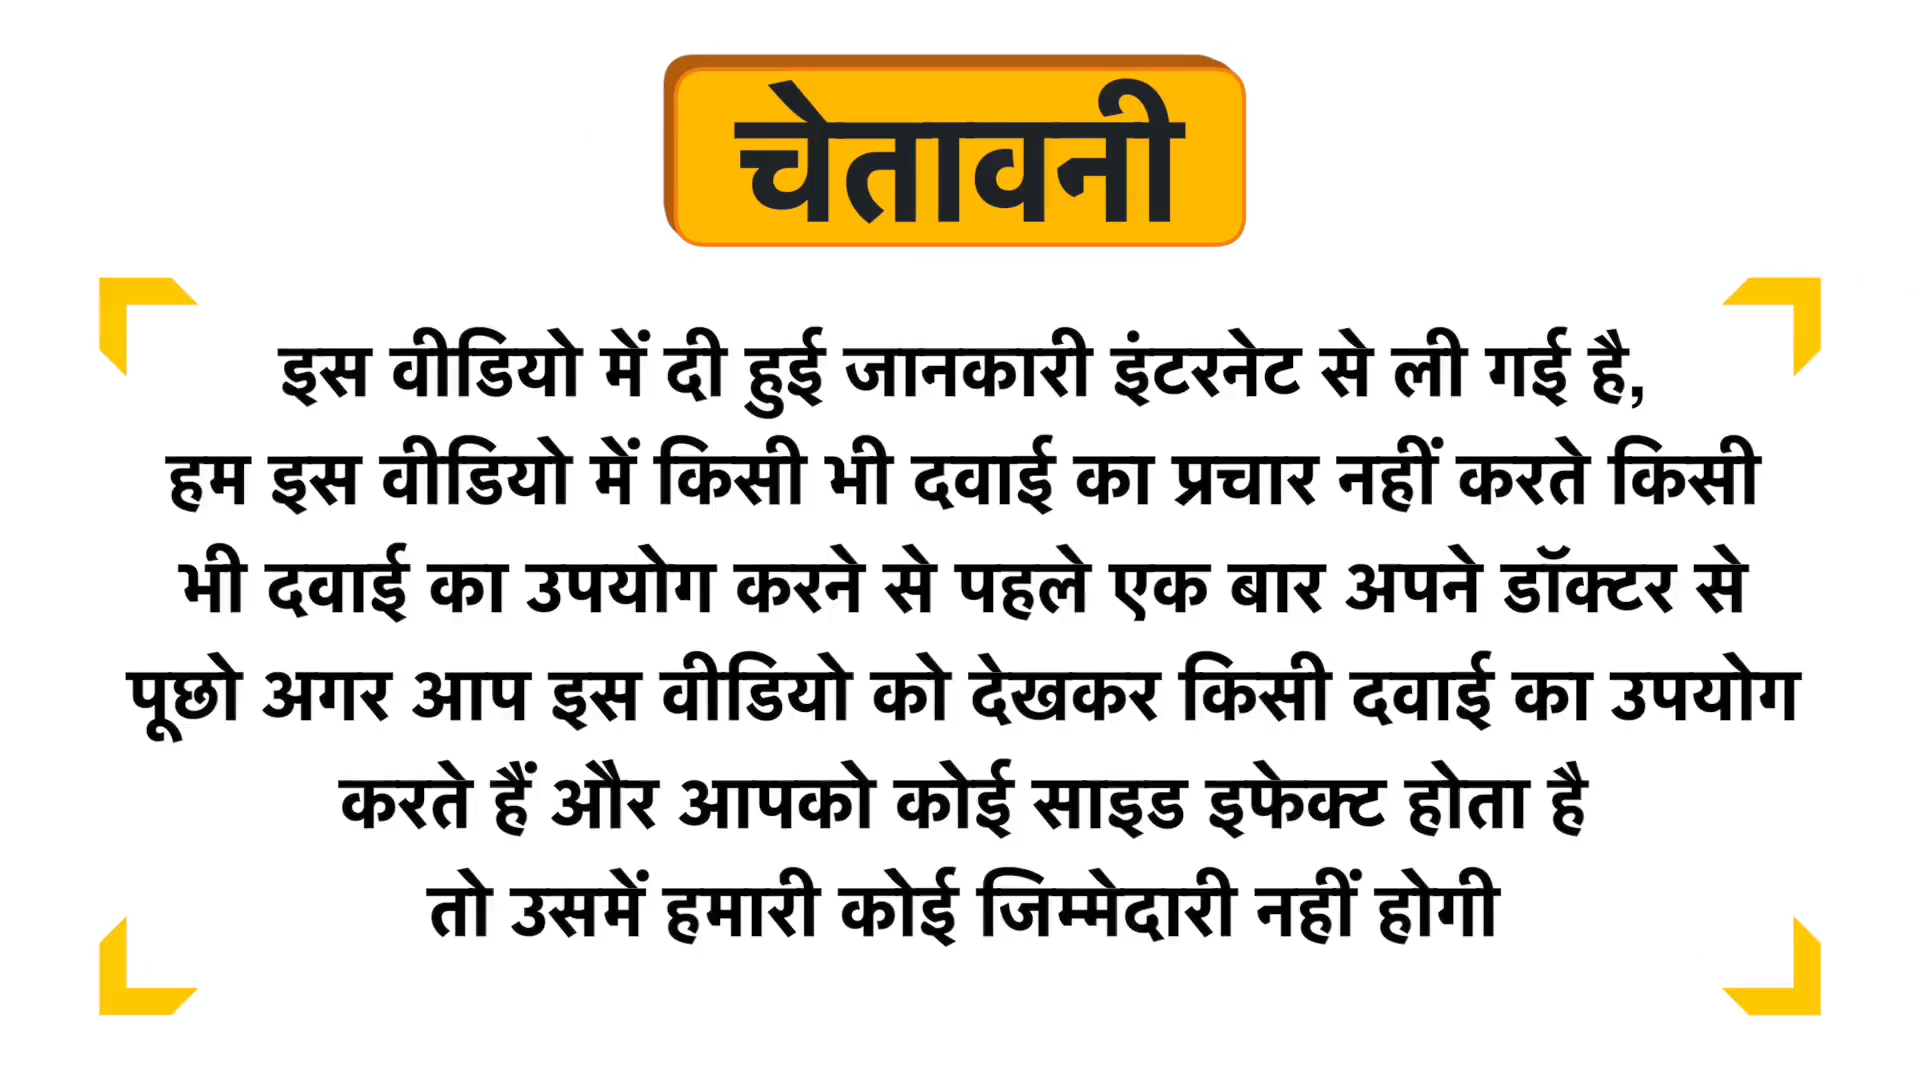 चेतावनी
इस वीडियो में दी हुई जानकारी इंटरनेट से ली गई है,
हम इस वीडियो में किसी भी दवाई का प्रचार नहीं करते किसी
भी दवाई का उपयोग करने से पहले एक बार अपने डॉक्टर से
पूछो अगर आप इस वीडियो को देखकर किसी दवाई का उपयोग
करते हैं और आपको कोई साइड इफेक्ट होता है
तो उसमें हमारी कोई जिम्मेदारी नहीं होगी